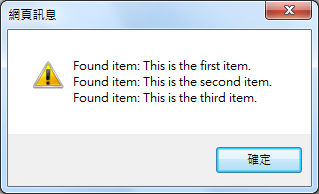 網頁訊息
Found item: This is the first item.
Found item: This is the second item.
Found item: This is the third item.
確定